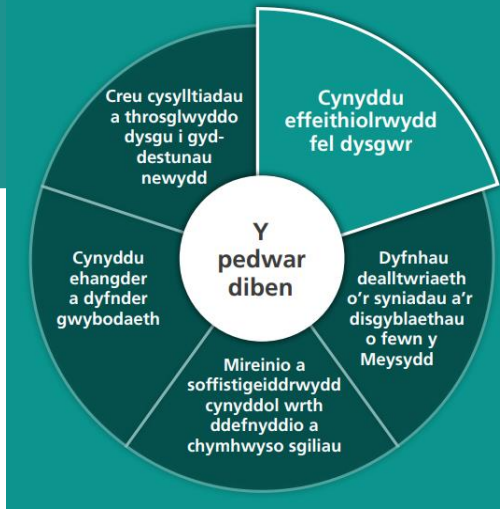 Creu cysylltiadau
a throsglwyddo
dysgu i gyd-
destunau
newydd
Cynyddu
effeithiolrwydd
fel dysgwr
Y
pedwar
diben
Cynyddu
ehangder
a dyfnder
gwybodaeth
Dyfnhau
dealltwriaeth
o'r syniadau a'r
disgyblaethau
o fewn y
Meysydd
Mireinio a
soffistigeiddrwydd
cynyddol wrth
ddefnyddio a
chymhwyso sgiliau